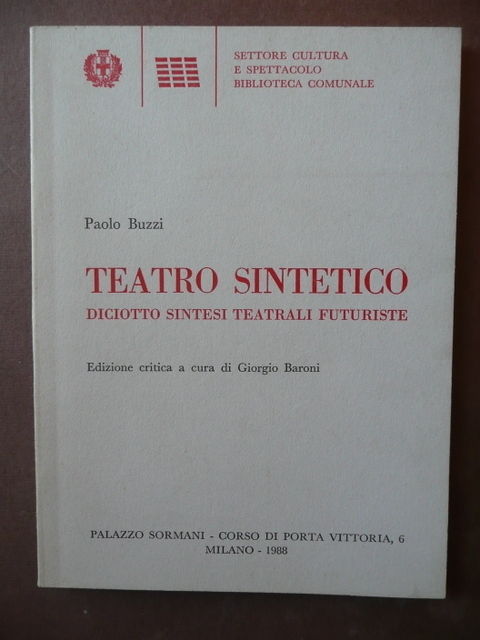 SETTORE CULTURA
E SPETTACOLO
BIBLIOTECA COMUNALE
Paolo Buzzi
TEATRO SINTETICO
DICIOTTO SINTESI TEATRALI FUTURISTE
Edizione critica a cura di Giorgio Baroni
PALAZZO SORMANI - CORSO DI PORTA VITTORIA, 6
MILANO - 1988